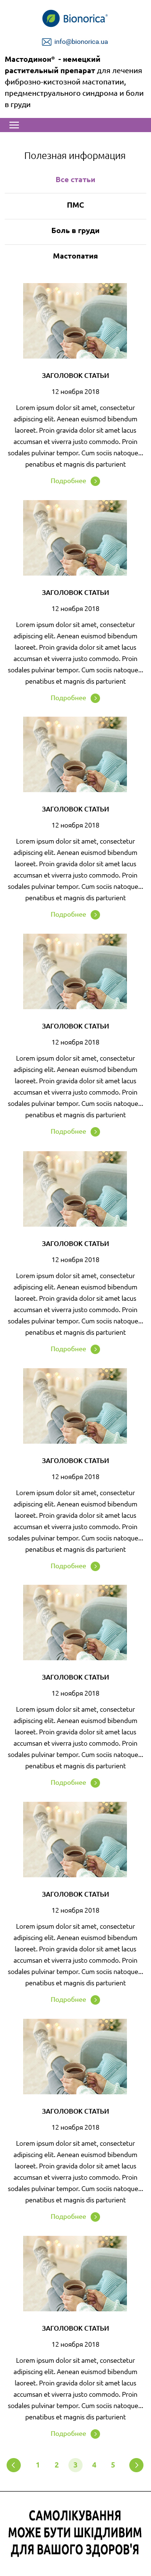 Bionorica®
info@bionorica.ua
Мастодинон® - немецкий
растительный препарат для лечения
фиброзно-кистозной мастопатии,
предменструального синдрома и боли
в груди
Полезная информация
Все статьи
ПМС
Боль в груди
Мастопатия
ЗАГОЛОВОК СТАТЬИ
12 ноября 2018
Lorem ipsum dolor sit amet, consectetur
adipiscing elit. Aenean euismod bibendum
laoreet. Proin gravida dolor sit amet lacus
accumsan et viverra justo commodo. Proin
sodales pulvinar tempor. Cum sociis natoque...
penatibus et magnis dis parturient
Подробнее
ЗАГОЛОВОК СТАТЬИ
12 ноября 2018
Lorem ipsum dolor sit amet, consectetur
adipiscing elit. Aenean euismod bibendum
laoreet. Proin gravida dolor sit amet lacus
accumsan et viverra justo commodo. Proin
sodales pulvinar tempor. Cum sociis natoque...
penatibus et magnis dis parturient
Подробнее
ЗАГОЛОВОК СТАТЬИ
12 ноября 2018
Lorem ipsum dolor sit amet, consectetur
adipiscing elit. Aenean euismod bibendum
laoreet. Proin gravida dolor sit amet lacus
accumsan et viverra justo commodo. Proin
sodales pulvinar tempor. Cum sociis natoque...
penatibus et magnis dis parturient
Подробнее
ЗАГОЛОВОК СТАТЬИ
12 ноября 2018
Lorem ipsum dolor sit amet, consectetur
adipiscing elit. Aenean euismod bibendum
laoreet. Proin gravida dolor sit amet lacus
accumsan et viverra justo commodo. Proin
sodales pulvinar tempor. Cum sociis natoque...
penatibus et magnis dis parturient
Подробнее
ЗАГОЛОВОК СТАТЬИ
12 ноября 2018
Lorem ipsum dolor sit amet, consectetur
adipiscing elit. Aenean euismod bibendum
laoreet. Proin gravida dolor sit amet lacus
accumsan et viverra justo commodo. Proin
sodales pulvinar tempor. Cum sociis natoque...
penatibus et magnis dis parturient
Подробнее
ЗАГОЛОВОК СТАТЬИ
12 ноября 2018
Lorem ipsum dolor sit amet, consectetur
adipiscing elit. Aenean euismod bibendum
laoreet. Proin gravida dolor sit amet lacus
accumsan et viverra justo commodo. Proin
sodales pulvinar tempor. Cum sociis natoque...
penatibus et magnis dis parturient
Подробнее
ЗАГОЛОВОК СТАТЬИ
12 ноября 2018
Lorem ipsum dolor sit amet, consectetur
adipiscing elit. Aenean euismod bibendum
laoreet. Proin gravida dolor sit amet lacus
accumsan et viverra justo commodo. Proin
sodales pulvinar tempor. Cum sociis natoque...
penatibus et magnis dis parturient
Подробнее
ЗАГОЛОВОК СТАТЬИ
12 ноября 2018
Lorem ipsum dolor sit amet, consectetur
adipiscing elit. Aenean euismod bibendum
laoreet. Proin gravida dolor sit amet lacus
accumsan et viverra justo commodo. Proin
sodales pulvinar tempor. Cum sociis natoque...
penatibus et magnis dis parturient
Подробнее
ЗАГОЛОВОК СТАТЬИ
12 ноября 2018
Lorem ipsum dolor sit amet, consectetur
adipiscing elit. Aenean euismod bibendum
laoreet. Proin gravida dolor sit amet lacus
accumsan et viverra justo commodo. Proin
sodales pulvinar tempor. Cum sociis natoque...
penatibus et magnis dis parturient
Подробнее
ЗАГОЛОВОК СТАТЬИ
12 ноября 2018
Lorem ipsum dolor sit amet, consectetur
adipiscing elit. Aenean euismod bibendum
laoreet. Proin gravida dolor sit amet lacus
accumsan et viverra justo commodo. Proin
sodales pulvinar tempor. Cum sociis natoque...
penatibus et magnis dis parturient
Подробнее
1 2 3 4 5
САМОЛІКУВАННЯ
МОЖЕ БУТИ ШКІДЛИВИМ
ДЛЯ ВАШОГО ЗДОРОВ'Я